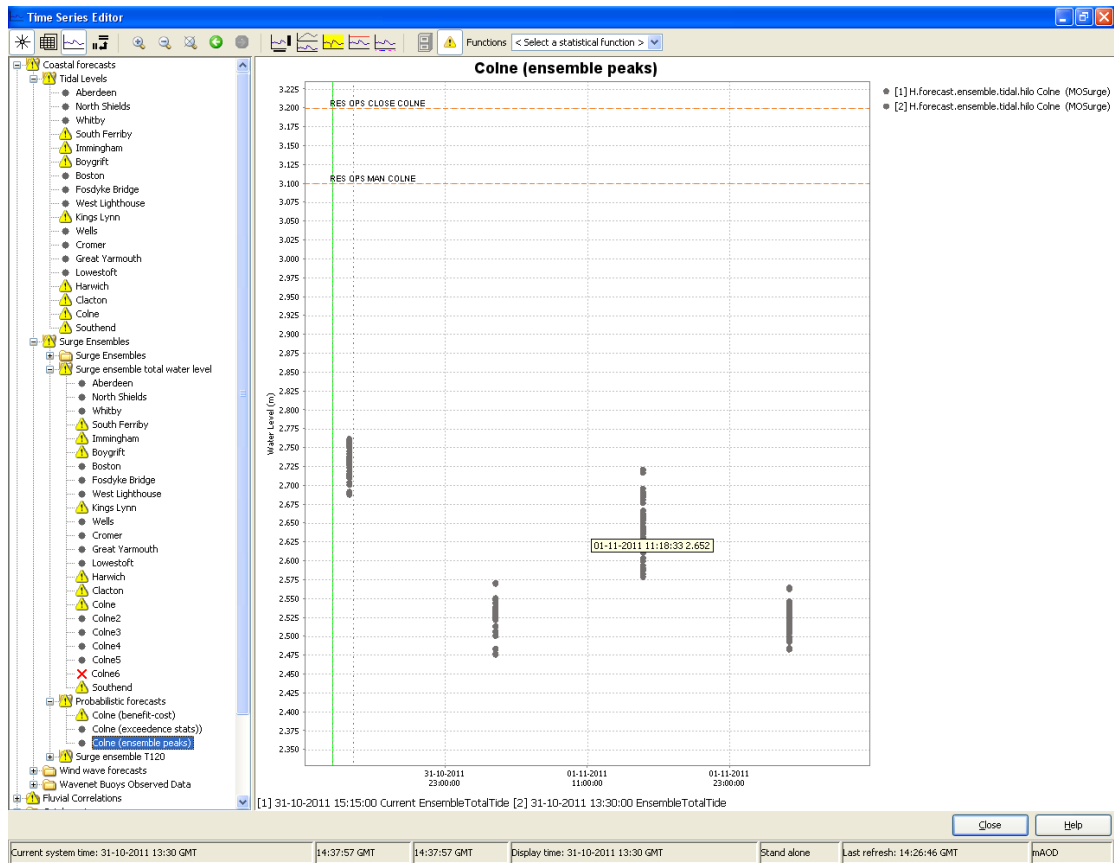 Time Series Editor
Functions < Select a statistical function >
Coastal forecasts
Tidal Levels
Aberdeen
North Shields
Whitby
South Ferriby
Immingham
Boygrift
Boston
Fosdyke Bridge
West Lighthouse
Kings Lynn
Wells
Cromer
Great Yarmouth
Lowestoft
Harwich
Clacton
Colne
Southend
Surge Ensembles
Surge Ensembles
Surge ensemble total water level
Aberdeen
North Shields
Whitby
South Ferriby
Immingham
Boygrift
Boston
Fosdyke Bridge
West Lighthouse
Kings Lynn
Wells
Cromer
Great Yarmouth
Lowestoft
Harwich
Clacton
Colne
Colne2
Colne3
Colne4
Colne5
Colne6
Southend
Probabilistic forecasts
Colne (benefit-cost)
Colne (exceedence stats))
Colne (ensemble peaks)
Surge ensemble T120
Wind wave forecasts
Wavenet Buoys Observed Data
Fluvial Correlations
Colne (ensemble peaks)
Water Level (m)
3.225
3.200
3.175
3.150
3.125
3.100
3.075
3.050
3.025
3.000
2.975
2.950
2.925
2.900
2.875
2.850
2.825
2.800
2.775
2.750
2.725
2.700
2.675
2.650
2.625
2.600
2.575
2.550
2.525
2.500
2.475
2.450
2.425
2.400
2.375
2.350
RES OPS CLOSE COLNE
RES OPS MAN COLNE
01-11-2011 11:18:33 2.652
31-10-2011 01-11-2011 01-11-2011
23:00:00 11:00:00 23:00:00
[1] H.forecast.ensemble.tidal.hilo Colne (MOSurge)
[2] H.forecast.ensemble.tidal.hilo Colne (MOSurge)
[1] 31-10-2011 15:15:00 Current EnsembleTotalTide [2] 31-10-2011 13:30:00 EnsembleTotalTide
Close Help
Current system time: 31-10-2011 13:30 GMT 14:37:57 GMT 14:37:57 GMT Display time: 31-10-2011 13:30 GMT Stand alone Last refresh: 14:26:46 GMT mAOD